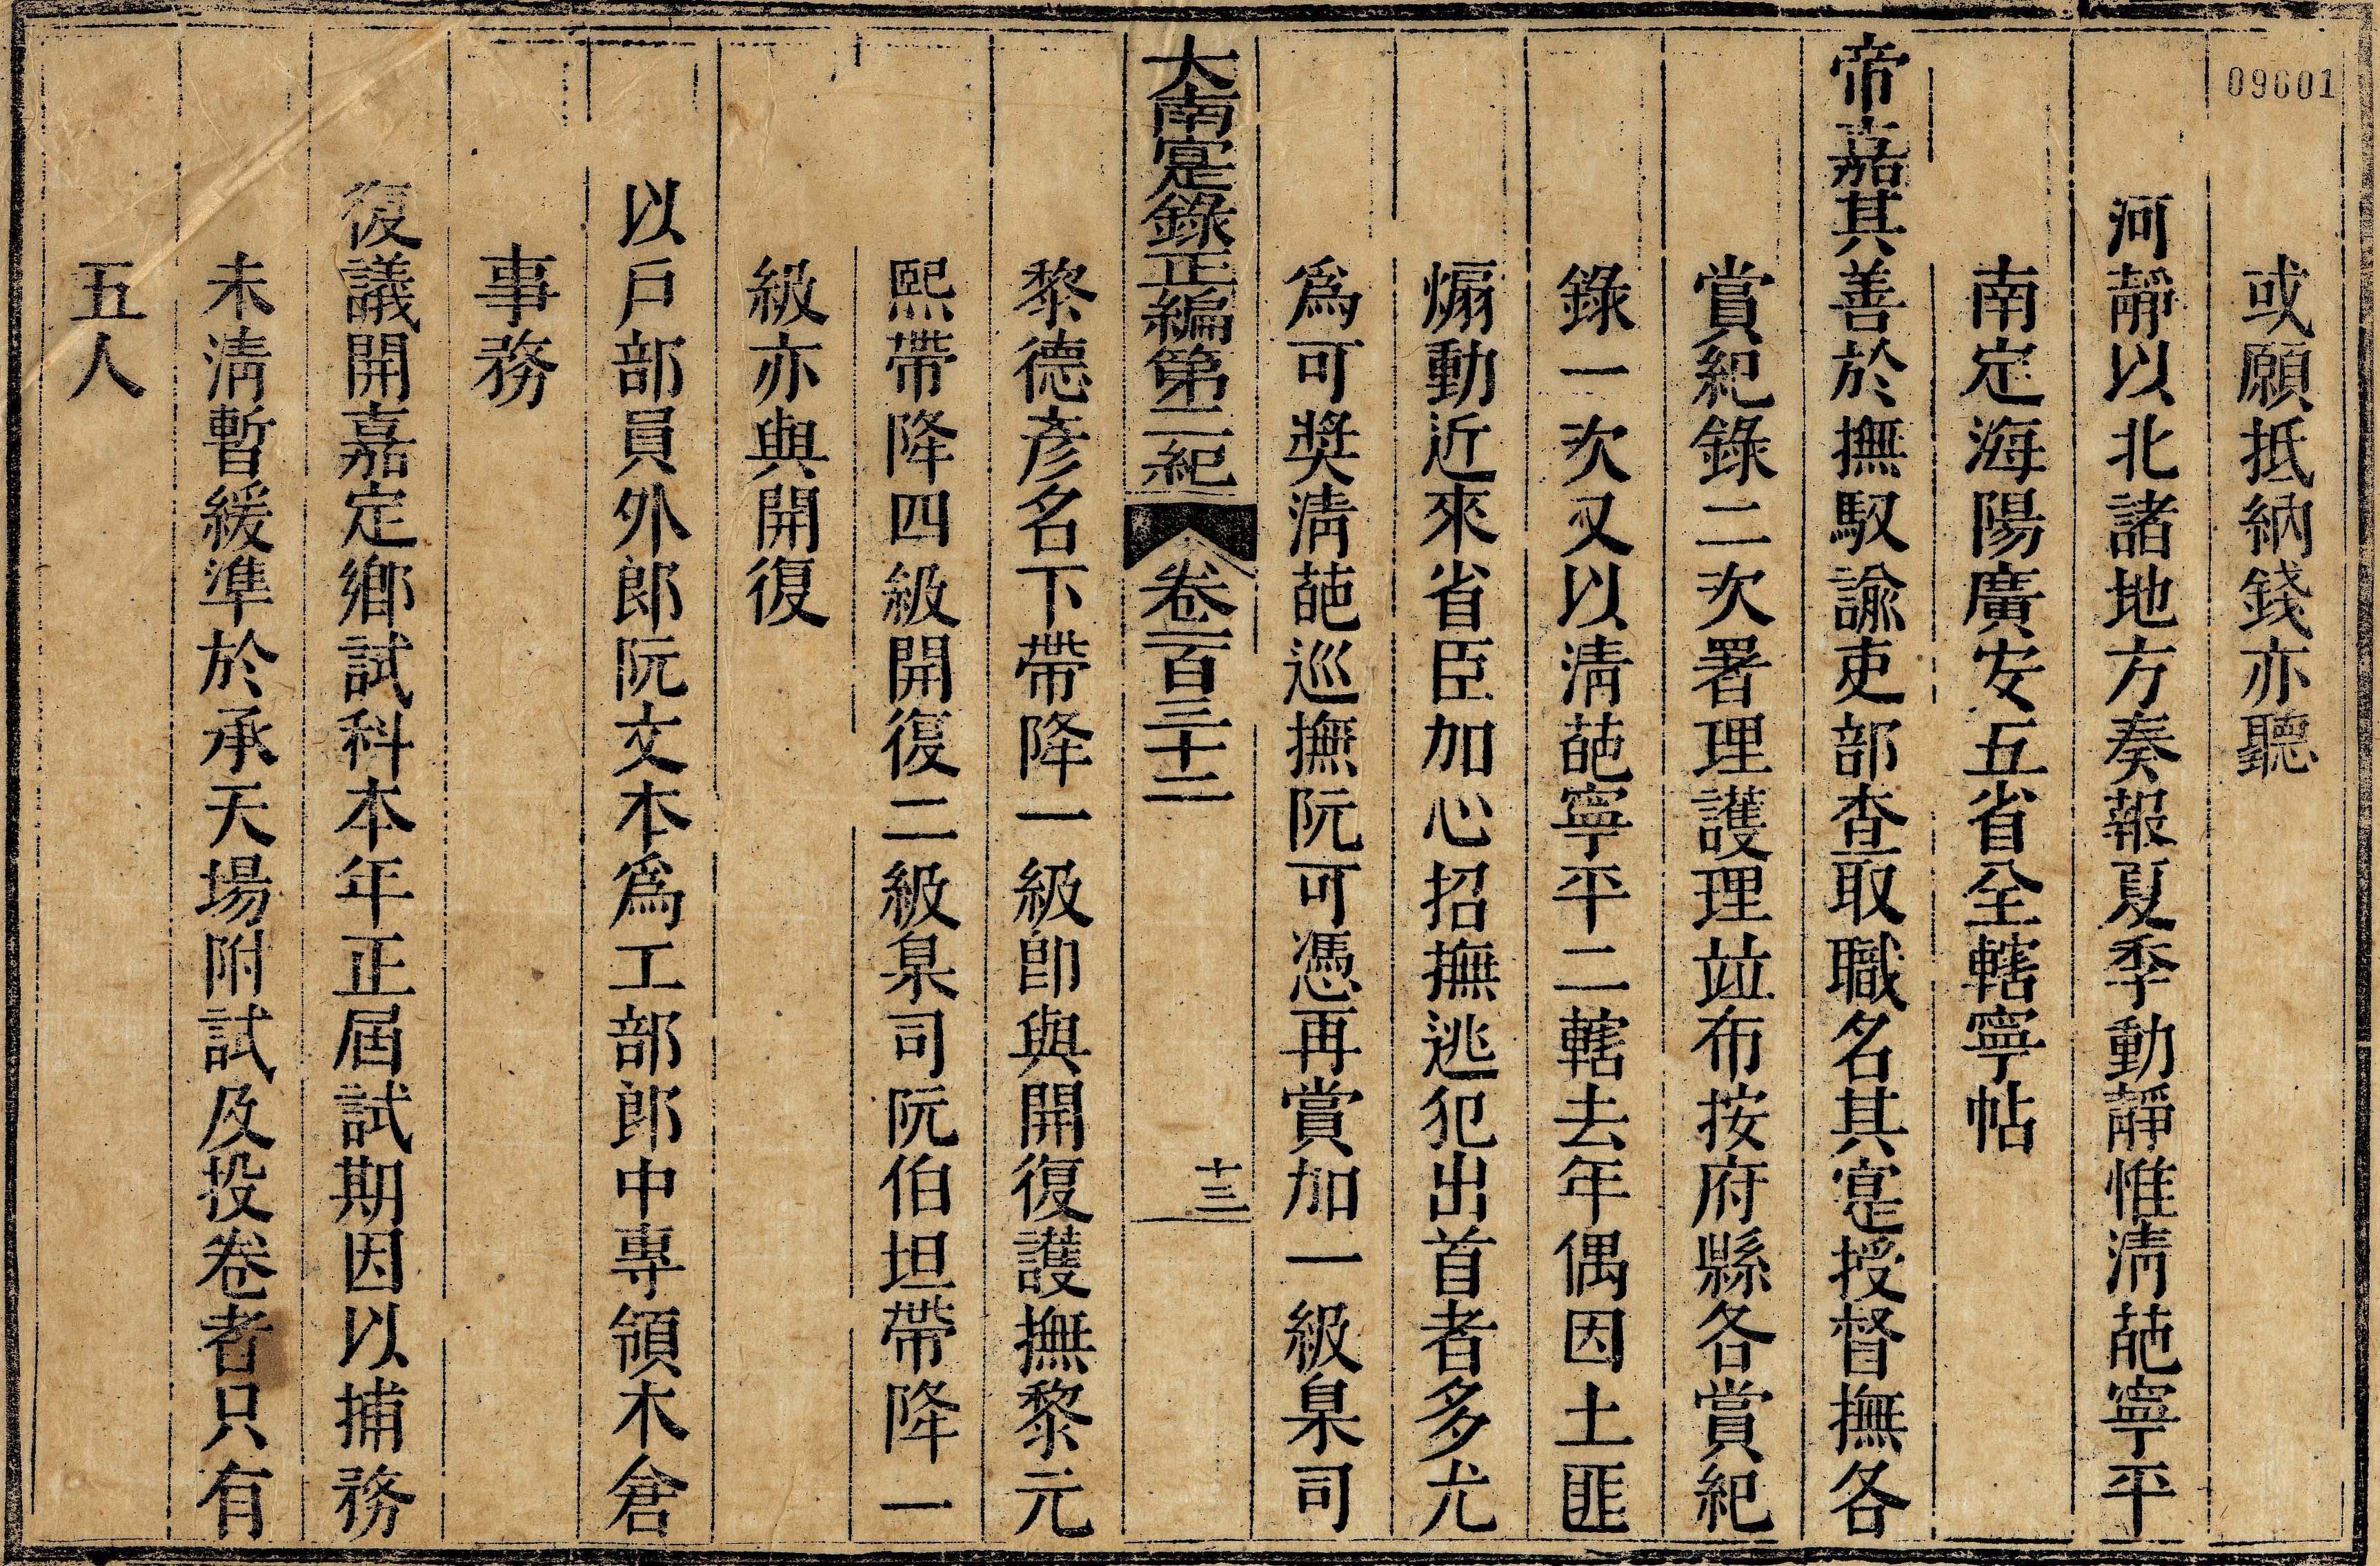 09601
或願抵納錢亦聽
河靜以北諸地方奏報夏季動靜惟淸葩寧平
南定海陽廣安五省全轄寧帖
帝嘉其善於撫馭諭吏部查取職名其寔授督撫各
賞紀錄二次署理護理竝布按府縣各賞紀
錄一次又以淸葩寧平二轄去年偶因土匪
煽動近來省臣加心招撫逃犯出首者多尤
爲可奬淸葩巡撫阮可憑再賞加一級臬司
大南寔錄正編第二紀 卷一百三十二 十三
黎德彥名下帶降一級卽與開復護撫黎元
熙帶降四級開復二級臬司阮伯坦帶降一
級亦與開復
以戶部員外郎阮文本爲工部郎中專領木倉
事務
復議開嘉定鄉試科本年正屆試期因以捕務
未淸暫緩準於承天場附試及投卷者只有
五人